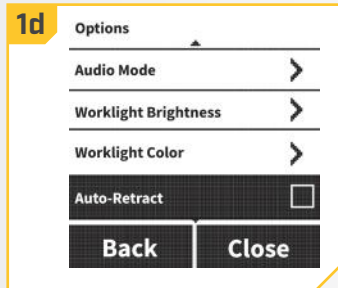 1d
Options
Audio Mode
Worklight Brightness
Worklight Color
Auto-Retract
Back Close